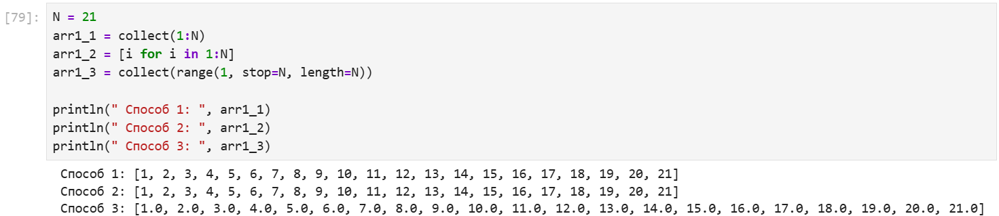 [79]: N = 21
arr1_1 = collect(1:N)
arr1_2 = [i for i in 1:N]
arr1_3 = collect(range(1, stop=N, length=N))
println(" Способ 1: ", arr1_1)
println(" Способ 2: ", arr1_2)
println(" Способ 3: ", arr1_3)
Способ 1: [1, 2, 3, 4, 5, 6, 7, 8, 9, 10, 11, 12, 13, 14, 15, 16, 17, 18, 19, 20, 21]
Способ 2: [1, 2, 3, 4, 5, 6, 7, 8, 9, 10, 11, 12, 13, 14, 15, 16, 17, 18, 19, 20, 21]
Способ 3: [1.0, 2.0, 3.0, 4.0, 5.0, 6.0, 7.0, 8.0, 9.0, 10.0, 11.0, 12.0, 13.0, 14.0, 15.0, 16.0, 17.0, 18.0, 19.0, 20.0, 21.0]